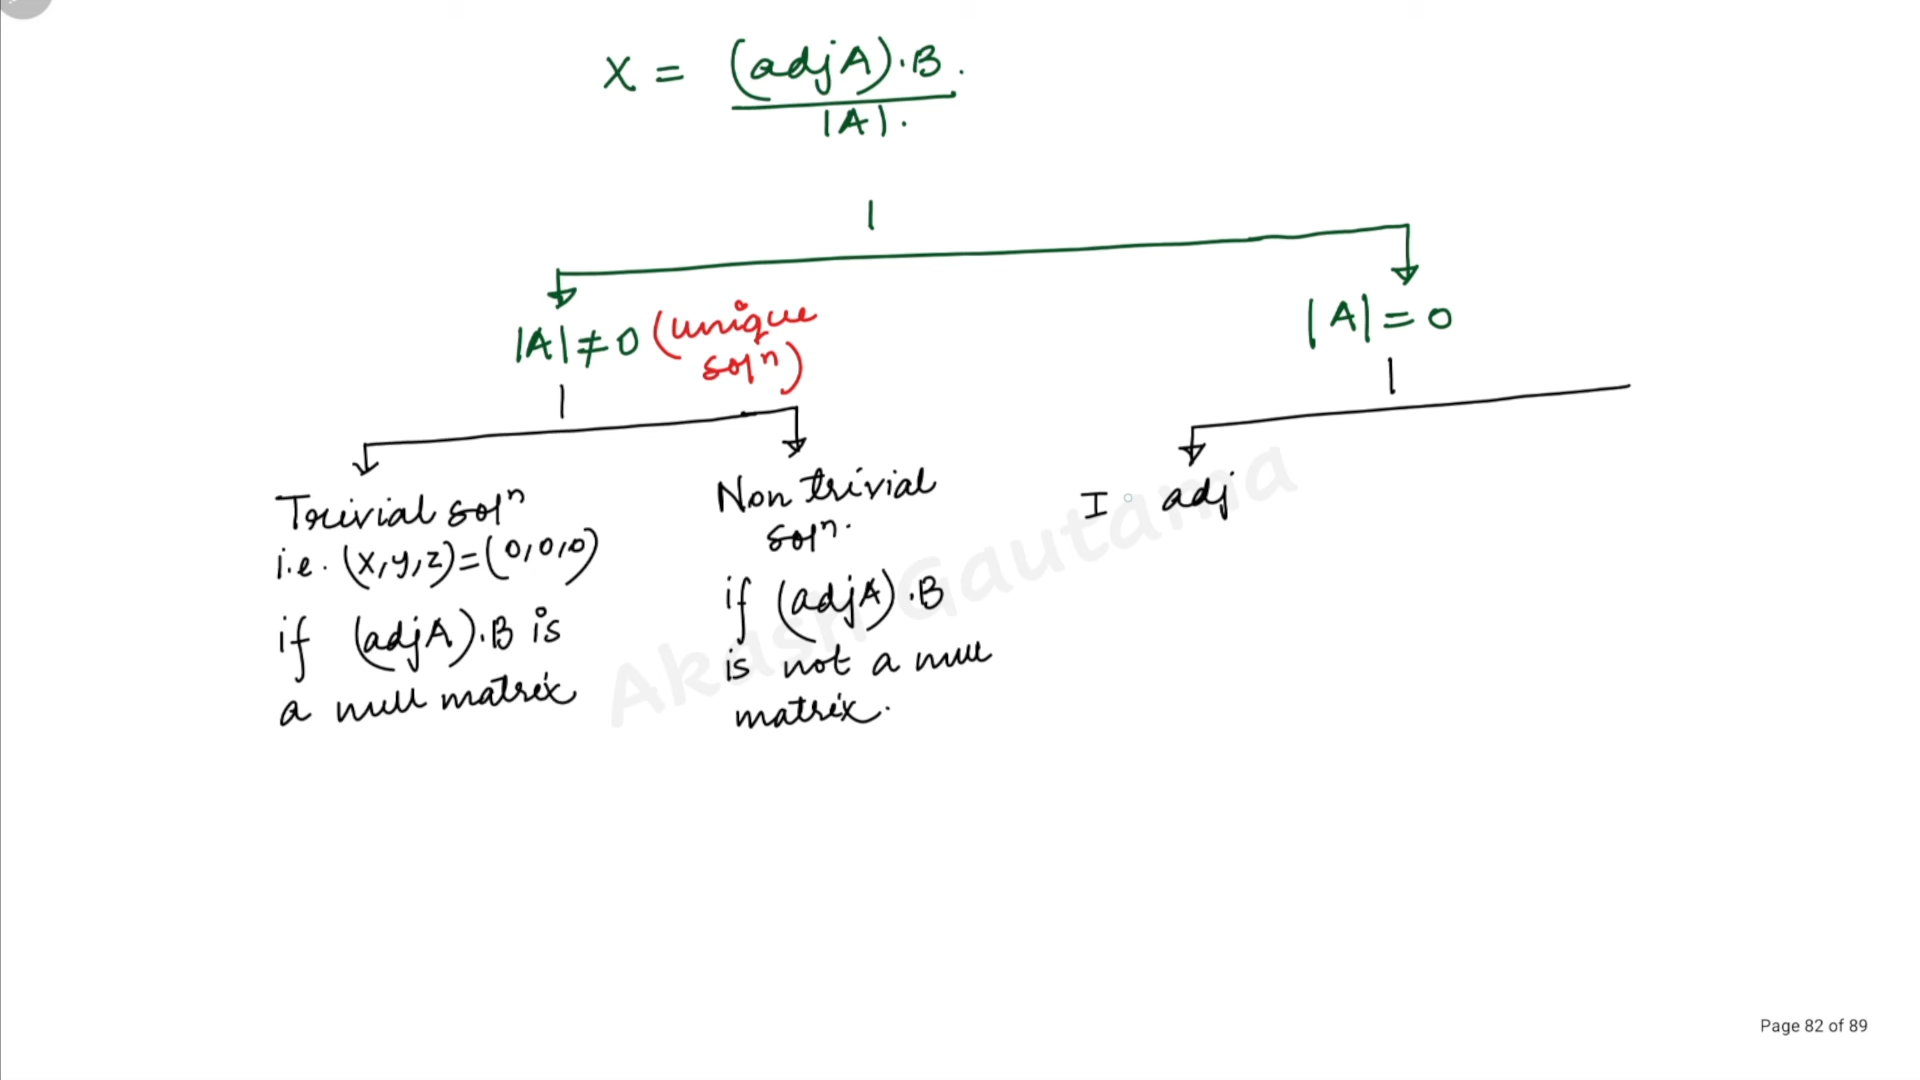 X = (adjA).B.
|A|.
|A| ≠ 0 (unique solⁿ)
|A| = 0
Trivial solⁿ
i.e. (x,y,z)=(0,0,0)
if (adjA).B is
a null matrix
Non trivial
solⁿ.
if (adjA).B
is not a null
matrix.
I adj
Akash Gautama
Page 82 of 89